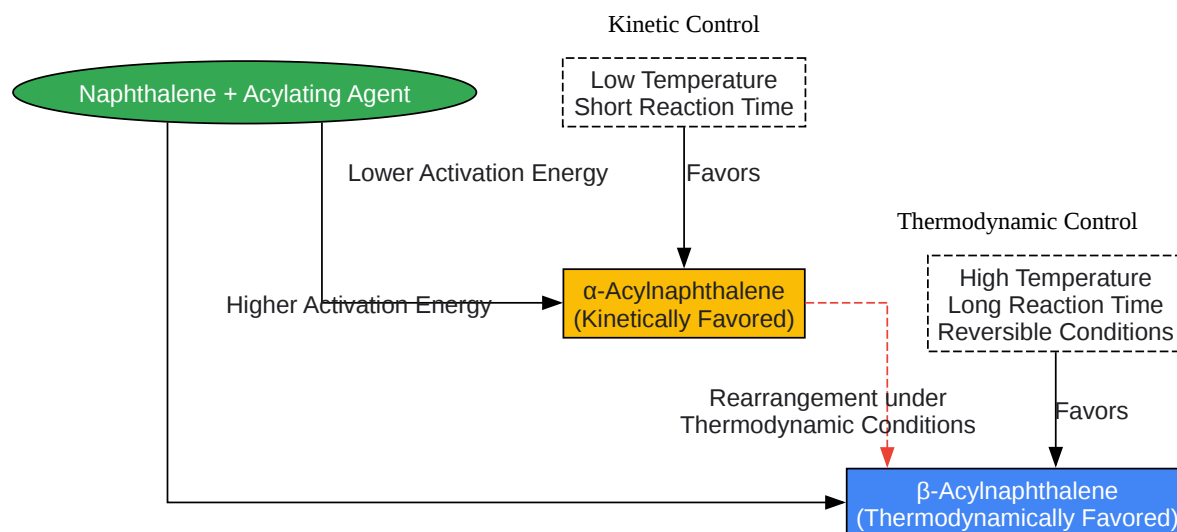 Kinetic Control
Low Temperature
Short Reaction Time
Naphthalene + Acylating Agent
Lower Activation Energy
Favors
Thermodynamic Control
High Temperature
Long Reaction Time
Reversible Conditions
α-Acylnaphthalene
(Kinetically Favored)
Higher Activation Energy
Rearrangement under
Thermodynamic Conditions
Favors
β-Acylnaphthalene
(Thermodynamically Favored)